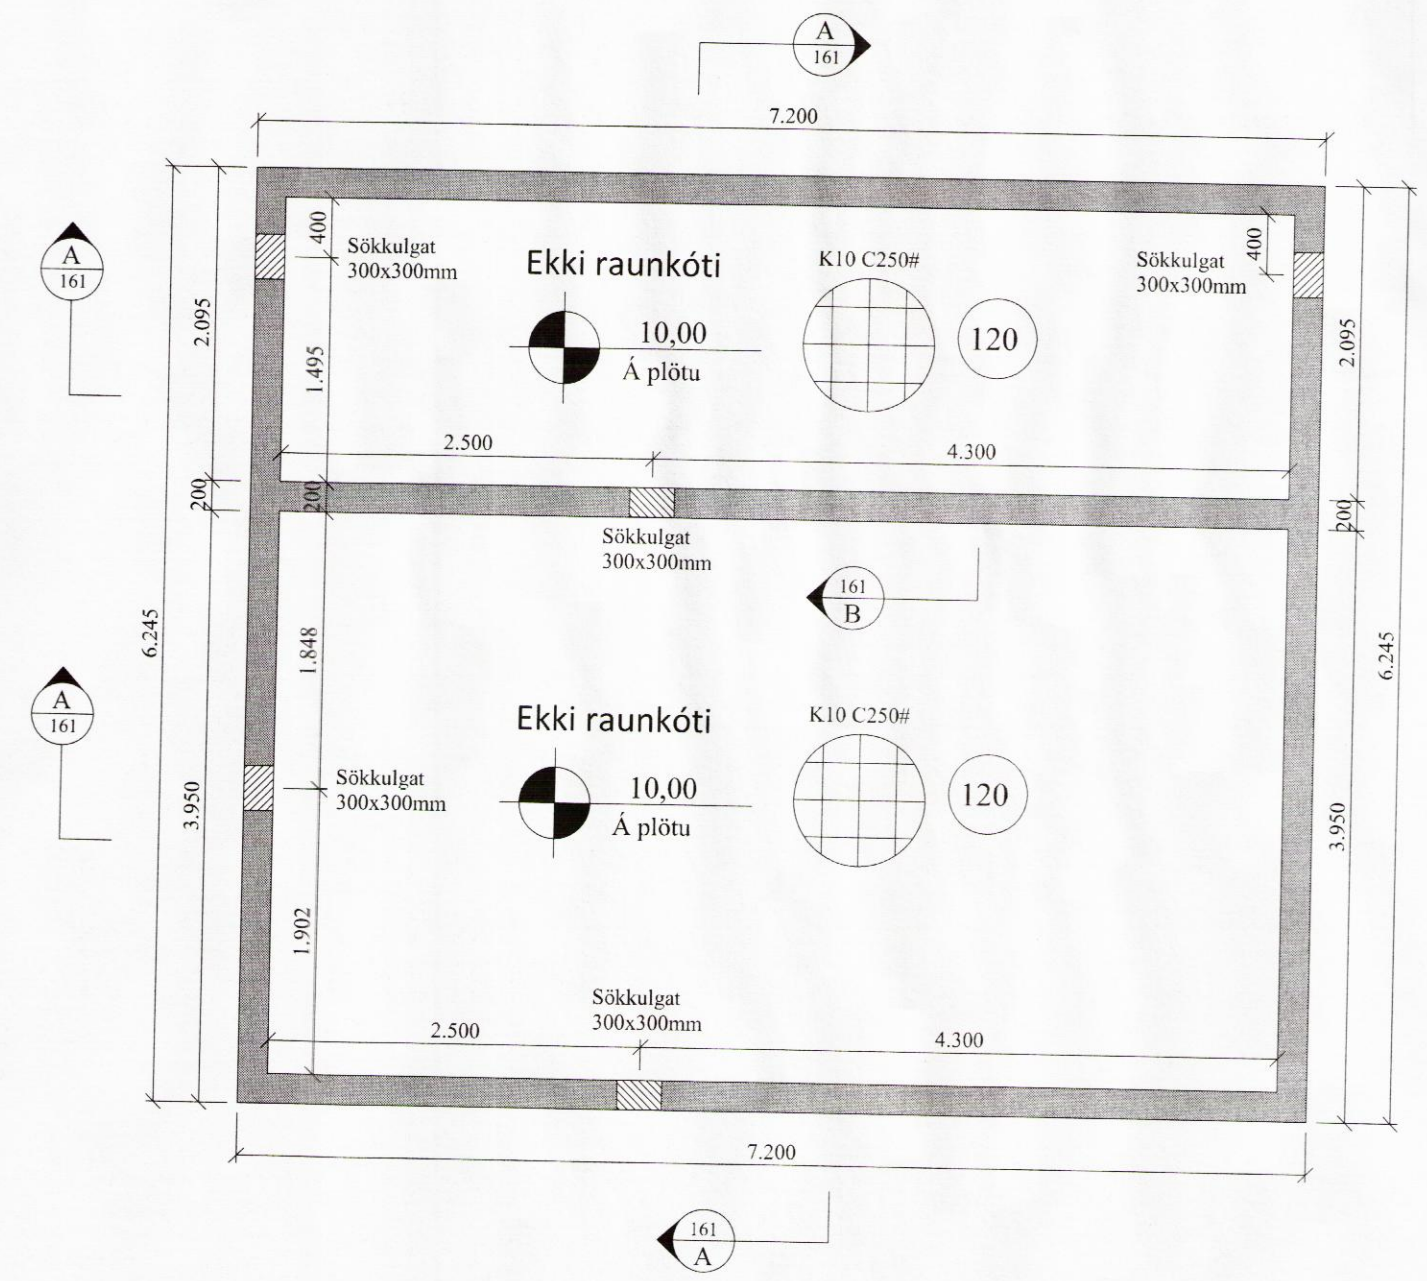 A
161
7.200
400
Sökkulgat
300x300mm
Ekki raunkóti
K10 C250#
Sökkulgat
300x300mm
400
A
161
10,00
Á plötu
120
2.095
1.495
2.095
2.500
4.300
200
200
200
Sökkulgat
300x300mm
161
B
6.245
1.848
6.245
A
161
Ekki raunkóti
K10 C250#
Sökkulgat
300x300mm
10,00
Á plötu
120
3.950
3.950
1.902
Sökkulgat
300x300mm
2.500
4.300
7.200
161
A